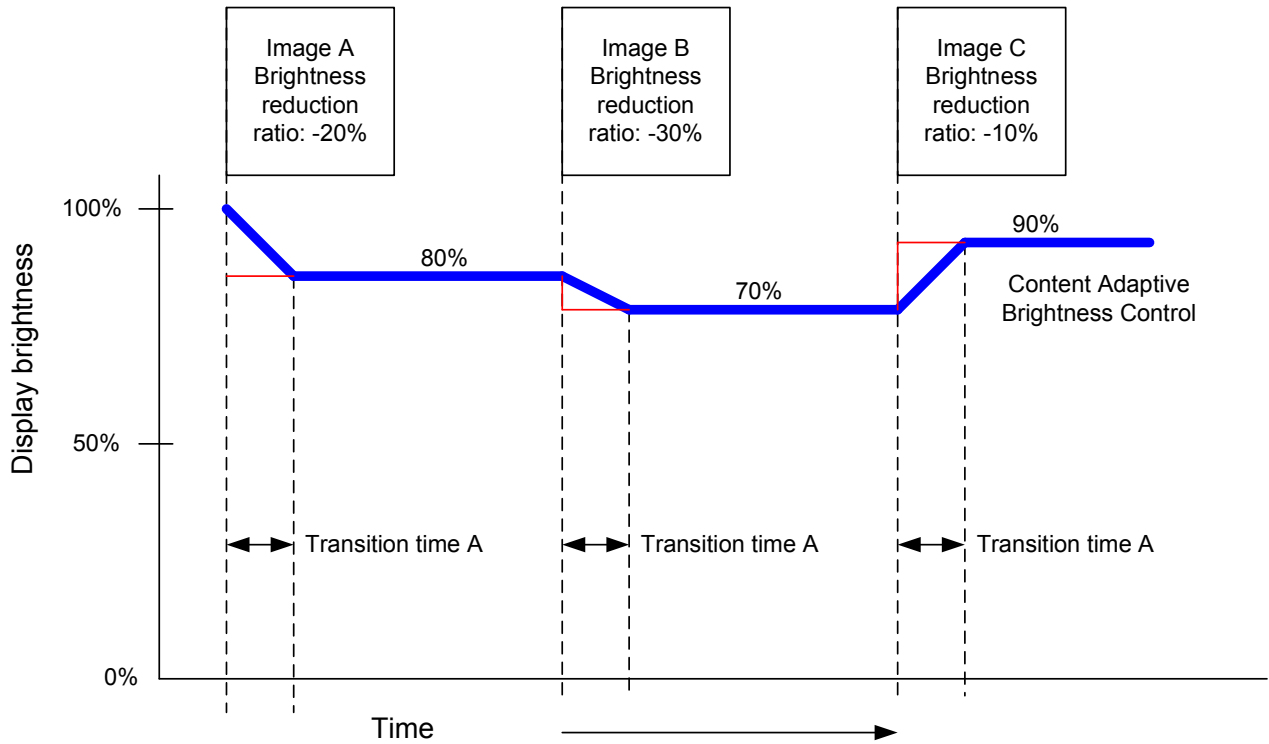 Image A
Brightness
reduction
ratio: -20%
Image B
Brightness
reduction
ratio: -30%
Image C
Brightness
reduction
ratio: -10%
100%
90%
80%
70%
Content Adaptive
Brightness Control
Display brightness
50%
Transition time A
Transition time A
Transition time A
0%
Time